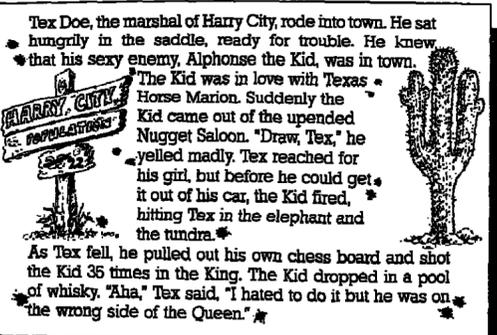 Tex Doe, the marshal of Harry City, rode into town. He sat
hungrily in the saddle, ready for trouble. He knew
that his sexy enemy, Alphonse the Kid, was in town.
The Kid was in love with Texas
Horse Marion. Suddenly the
Kid came out of the upended
Nugget Saloon. "Draw, Tex," he
yelled madly. Tex reached for
his girl, but before he could get
it out of his car, the Kid fired,
hitting Tex in the elephant and
the tundra.
HARRY CITY
POPULATION
As Tex fell, he pulled out his own chess board and shot
the Kid 35 times in the King. The Kid dropped in a pool
of whisky. "Aha," Tex said, "I hated to do it but he was on
the wrong side of the Queen."